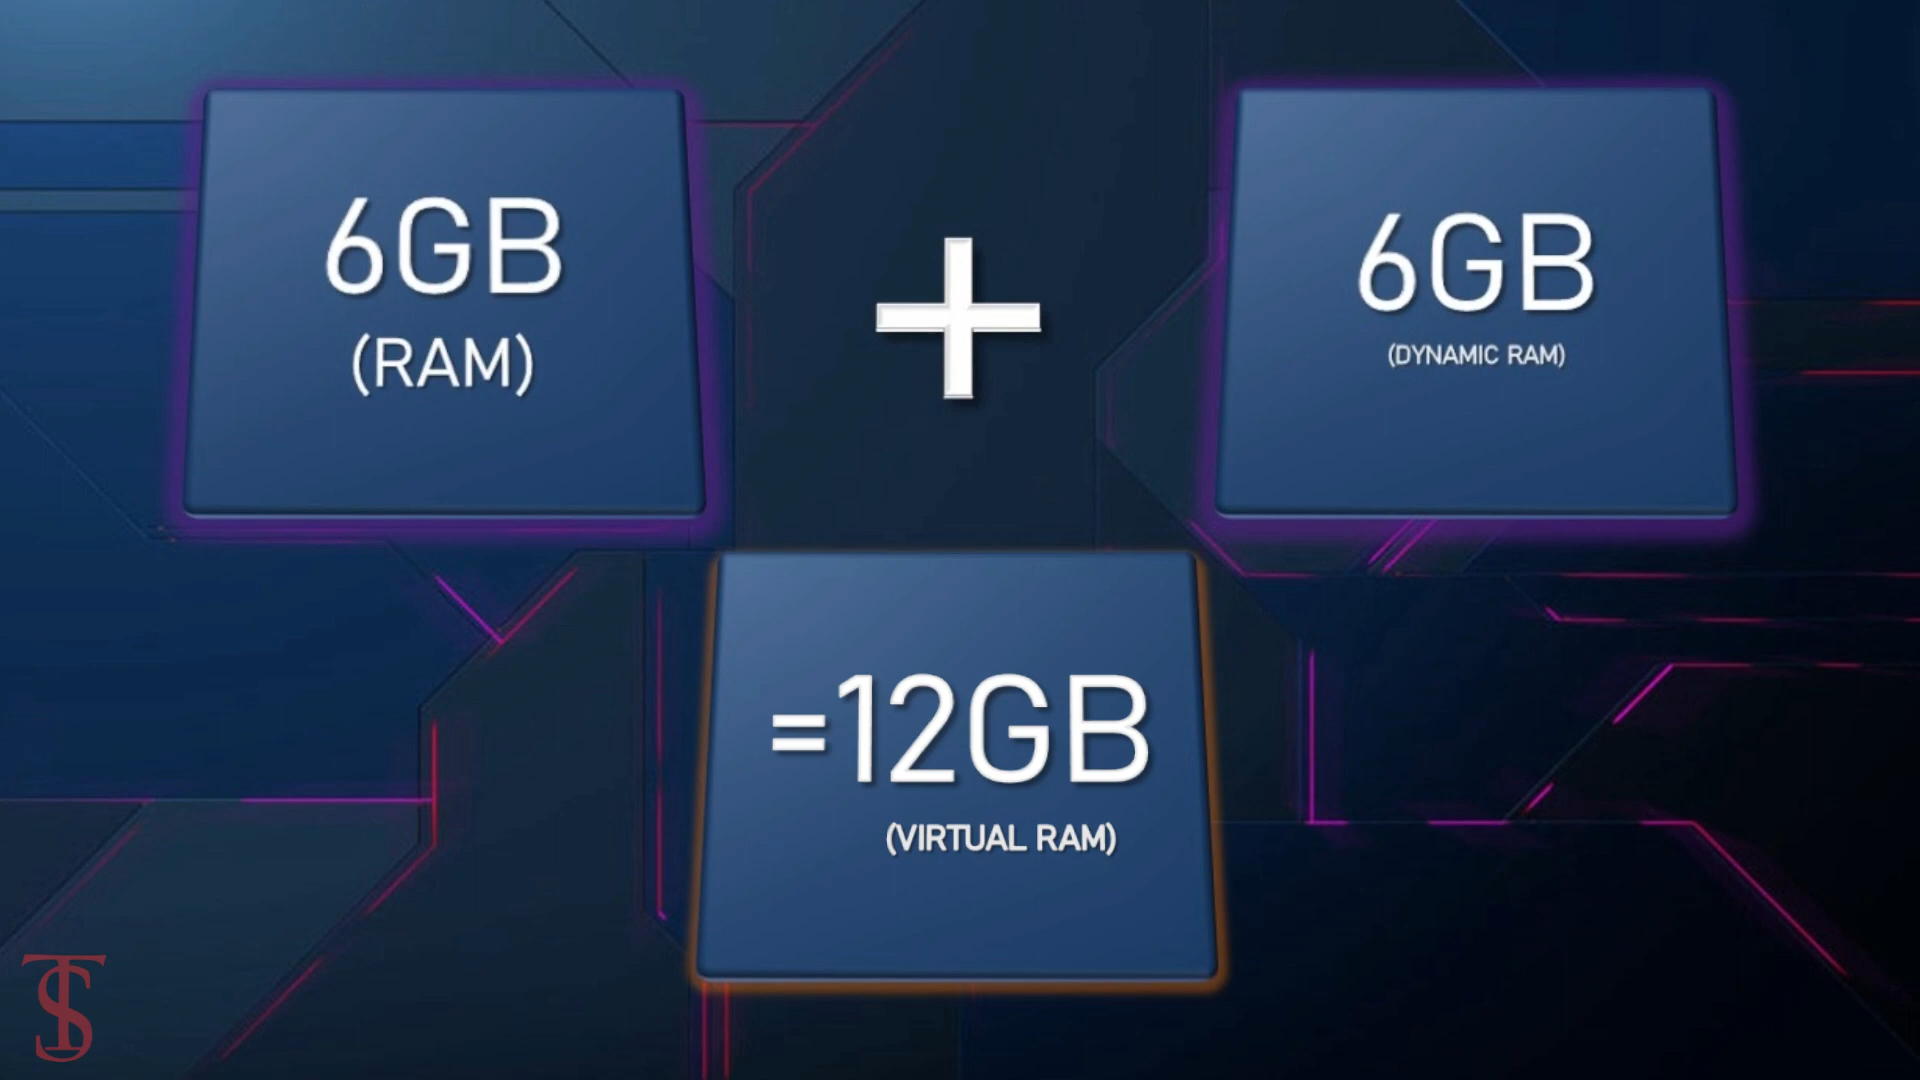 6GB
(RAM)
+
6GB
(DYNAMIC RAM)
=12GB
(VIRTUAL RAM)